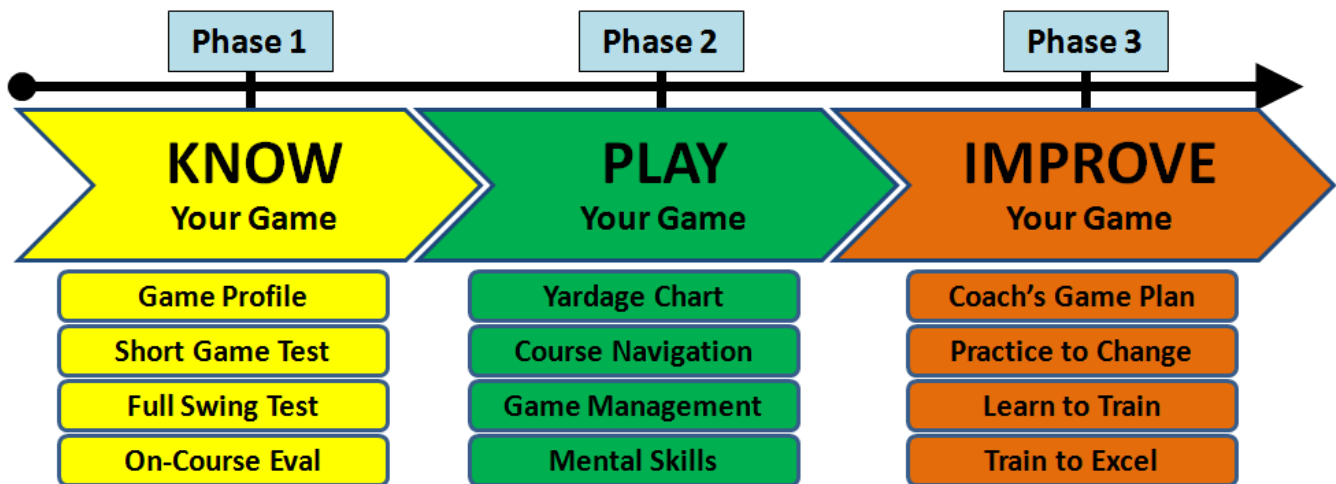 Phase 1
Phase 2
Phase 3
KNOW
Your Game
PLAY
Your Game
IMPROVE
Your Game
Game Profile
Short Game Test
Full Swing Test
On-Course Eval
Yardage Chart
Course Navigation
Game Management
Mental Skills
Coach’s Game Plan
Practice to Change
Learn to Train
Train to Excel